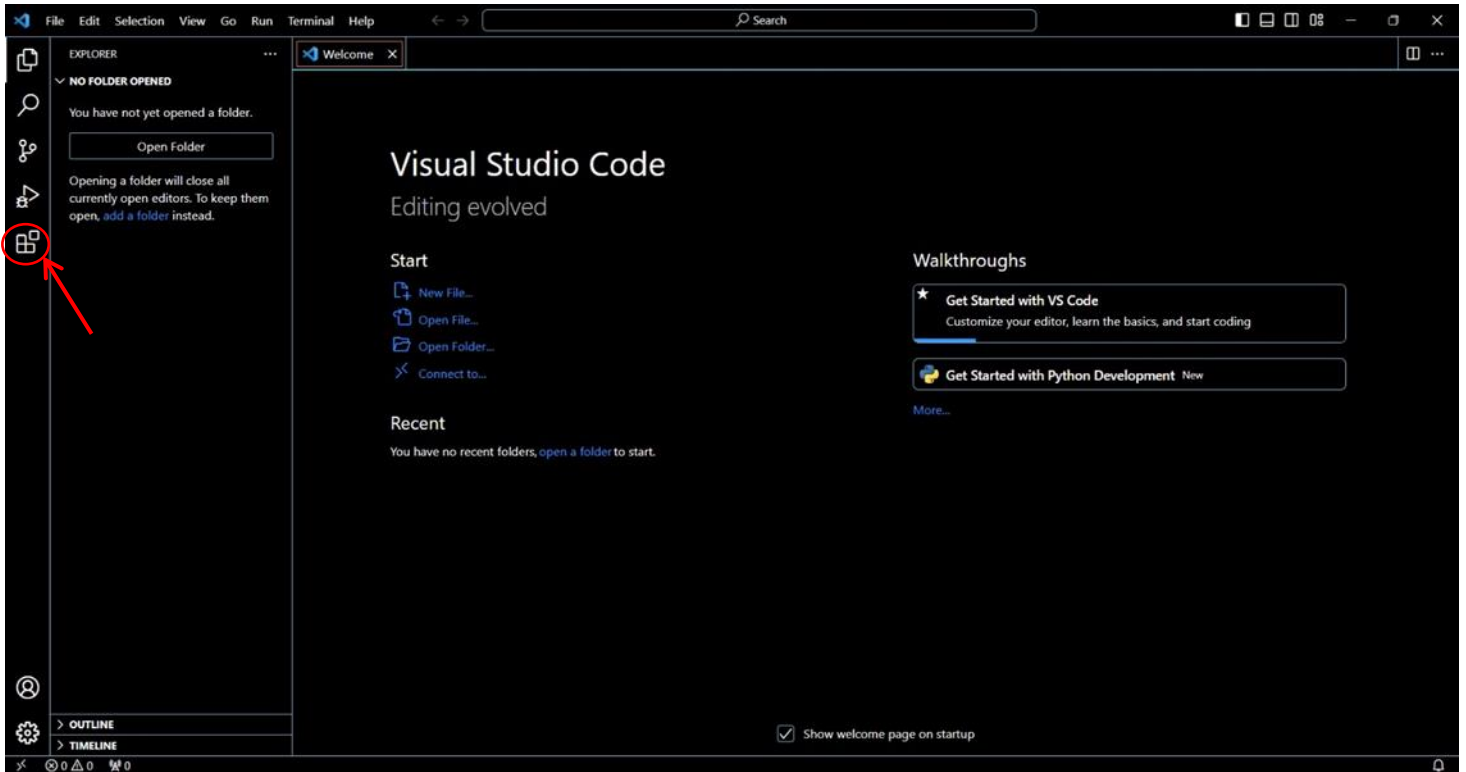 File Edit Selection View Go Run Terminal Help
Search
EXPLORER
Welcome
NO FOLDER OPENED
You have not yet opened a folder.
Open Folder
Opening a folder will close all
currently open editors. To keep them
open, add a folder instead.
Visual Studio Code
Editing evolved
Start
New File...
Open File...
Open Folder...
Connect to...
Recent
You have no recent folders, open a folder to start.
Walkthroughs
Get Started with VS Code
Customize your editor, learn the basics, and start coding
Get Started with Python Development New
More...
OUTLINE
TIMELINE
Show welcome page on startup
0 0 0